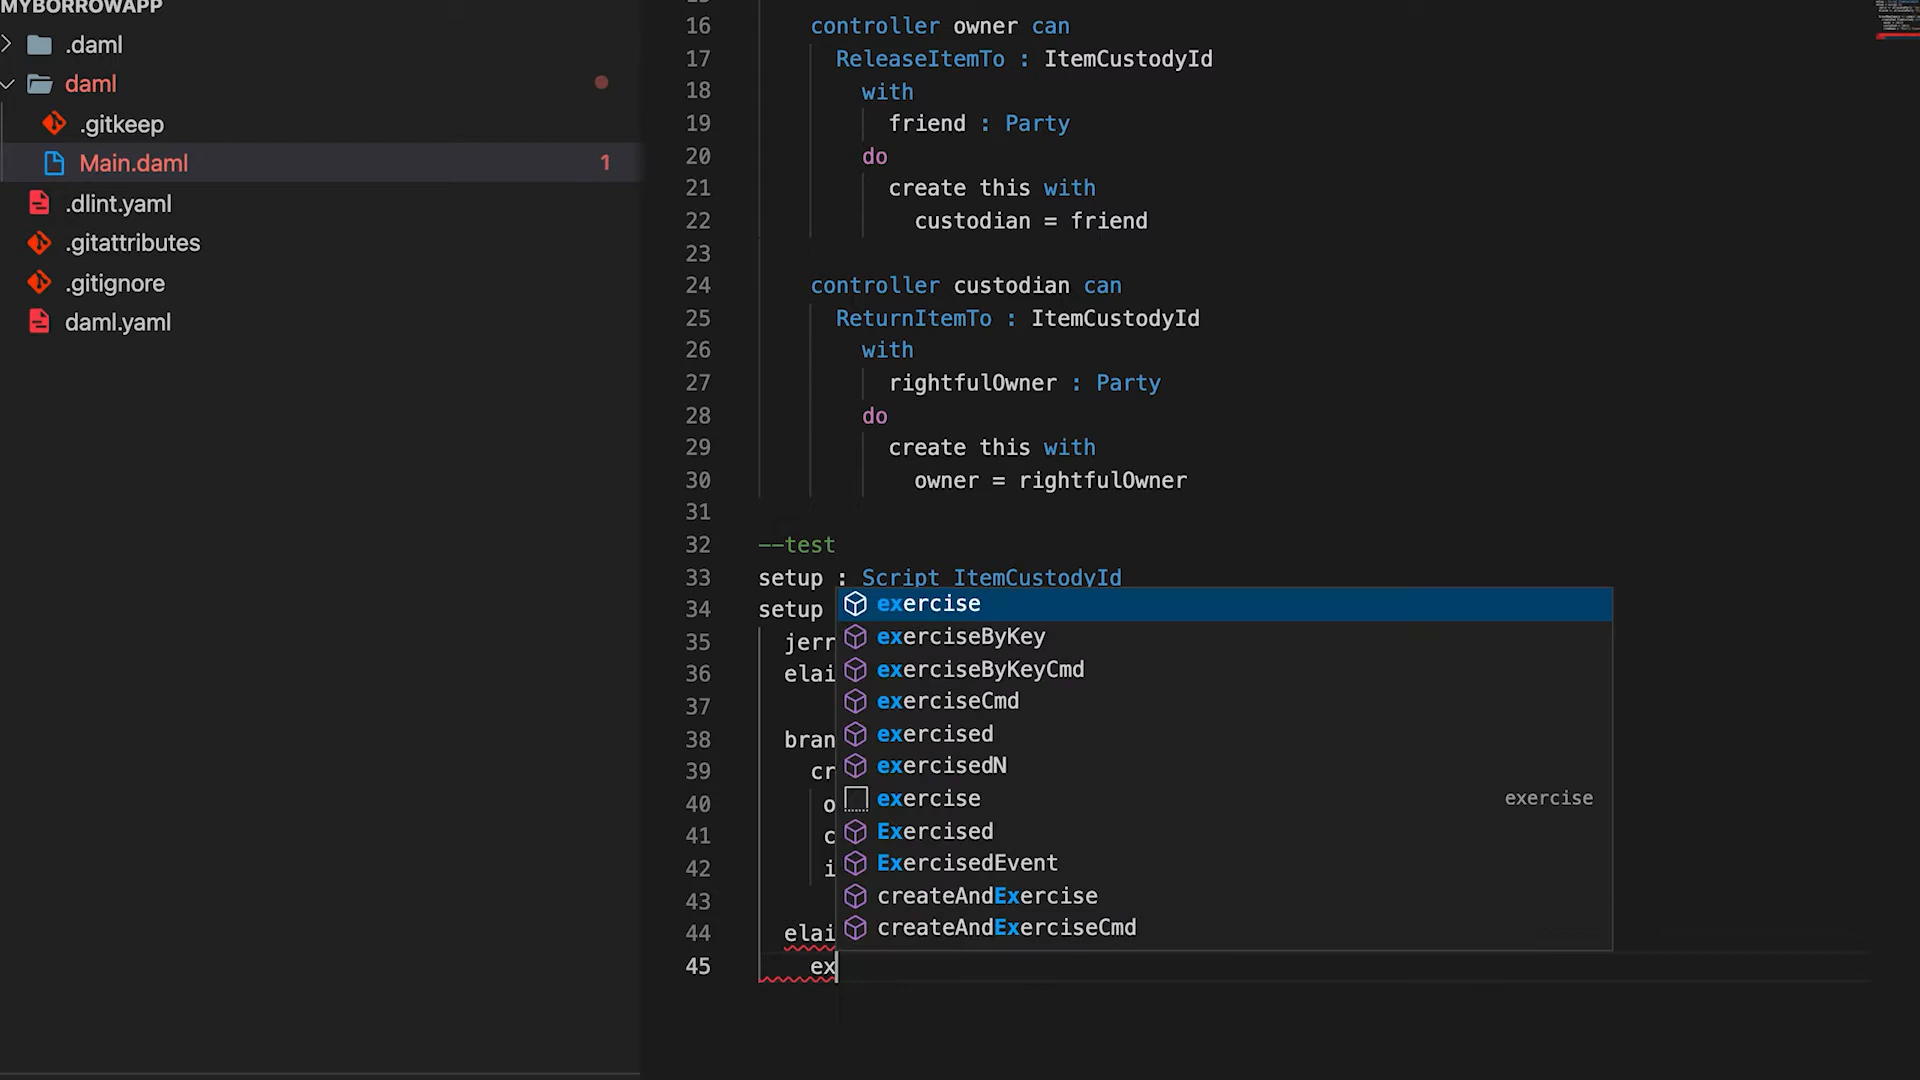 MYBORROWAPP
.daml
daml
.gitkeep
Main.daml 1
.dlint.yaml
.gitattributes
.gitignore
daml.yaml
16 controller owner can
17 ReleaseItemTo : ItemCustodyId
18 with
19 friend : Party
20 do
21 create this with
22 custodian = friend
23
24 controller custodian can
25 ReturnItemTo : ItemCustodyId
26 with
27 rightfulOwner : Party
28 do
29 create this with
30 owner = rightfulOwner
31
32 --test
33 setup : Script ItemCustodyId
34 setup
35 jerr
36 elai
37
38 bran
39 cr
40 o
41 c
42 i
43
44 elai
45 ex
exercise
exerciseByKey
exerciseByKeyCmd
exerciseCmd
exercised
exercisedN
exercise exercise
Exercised
ExercisedEvent
createAndExercise
createAndExerciseCmd